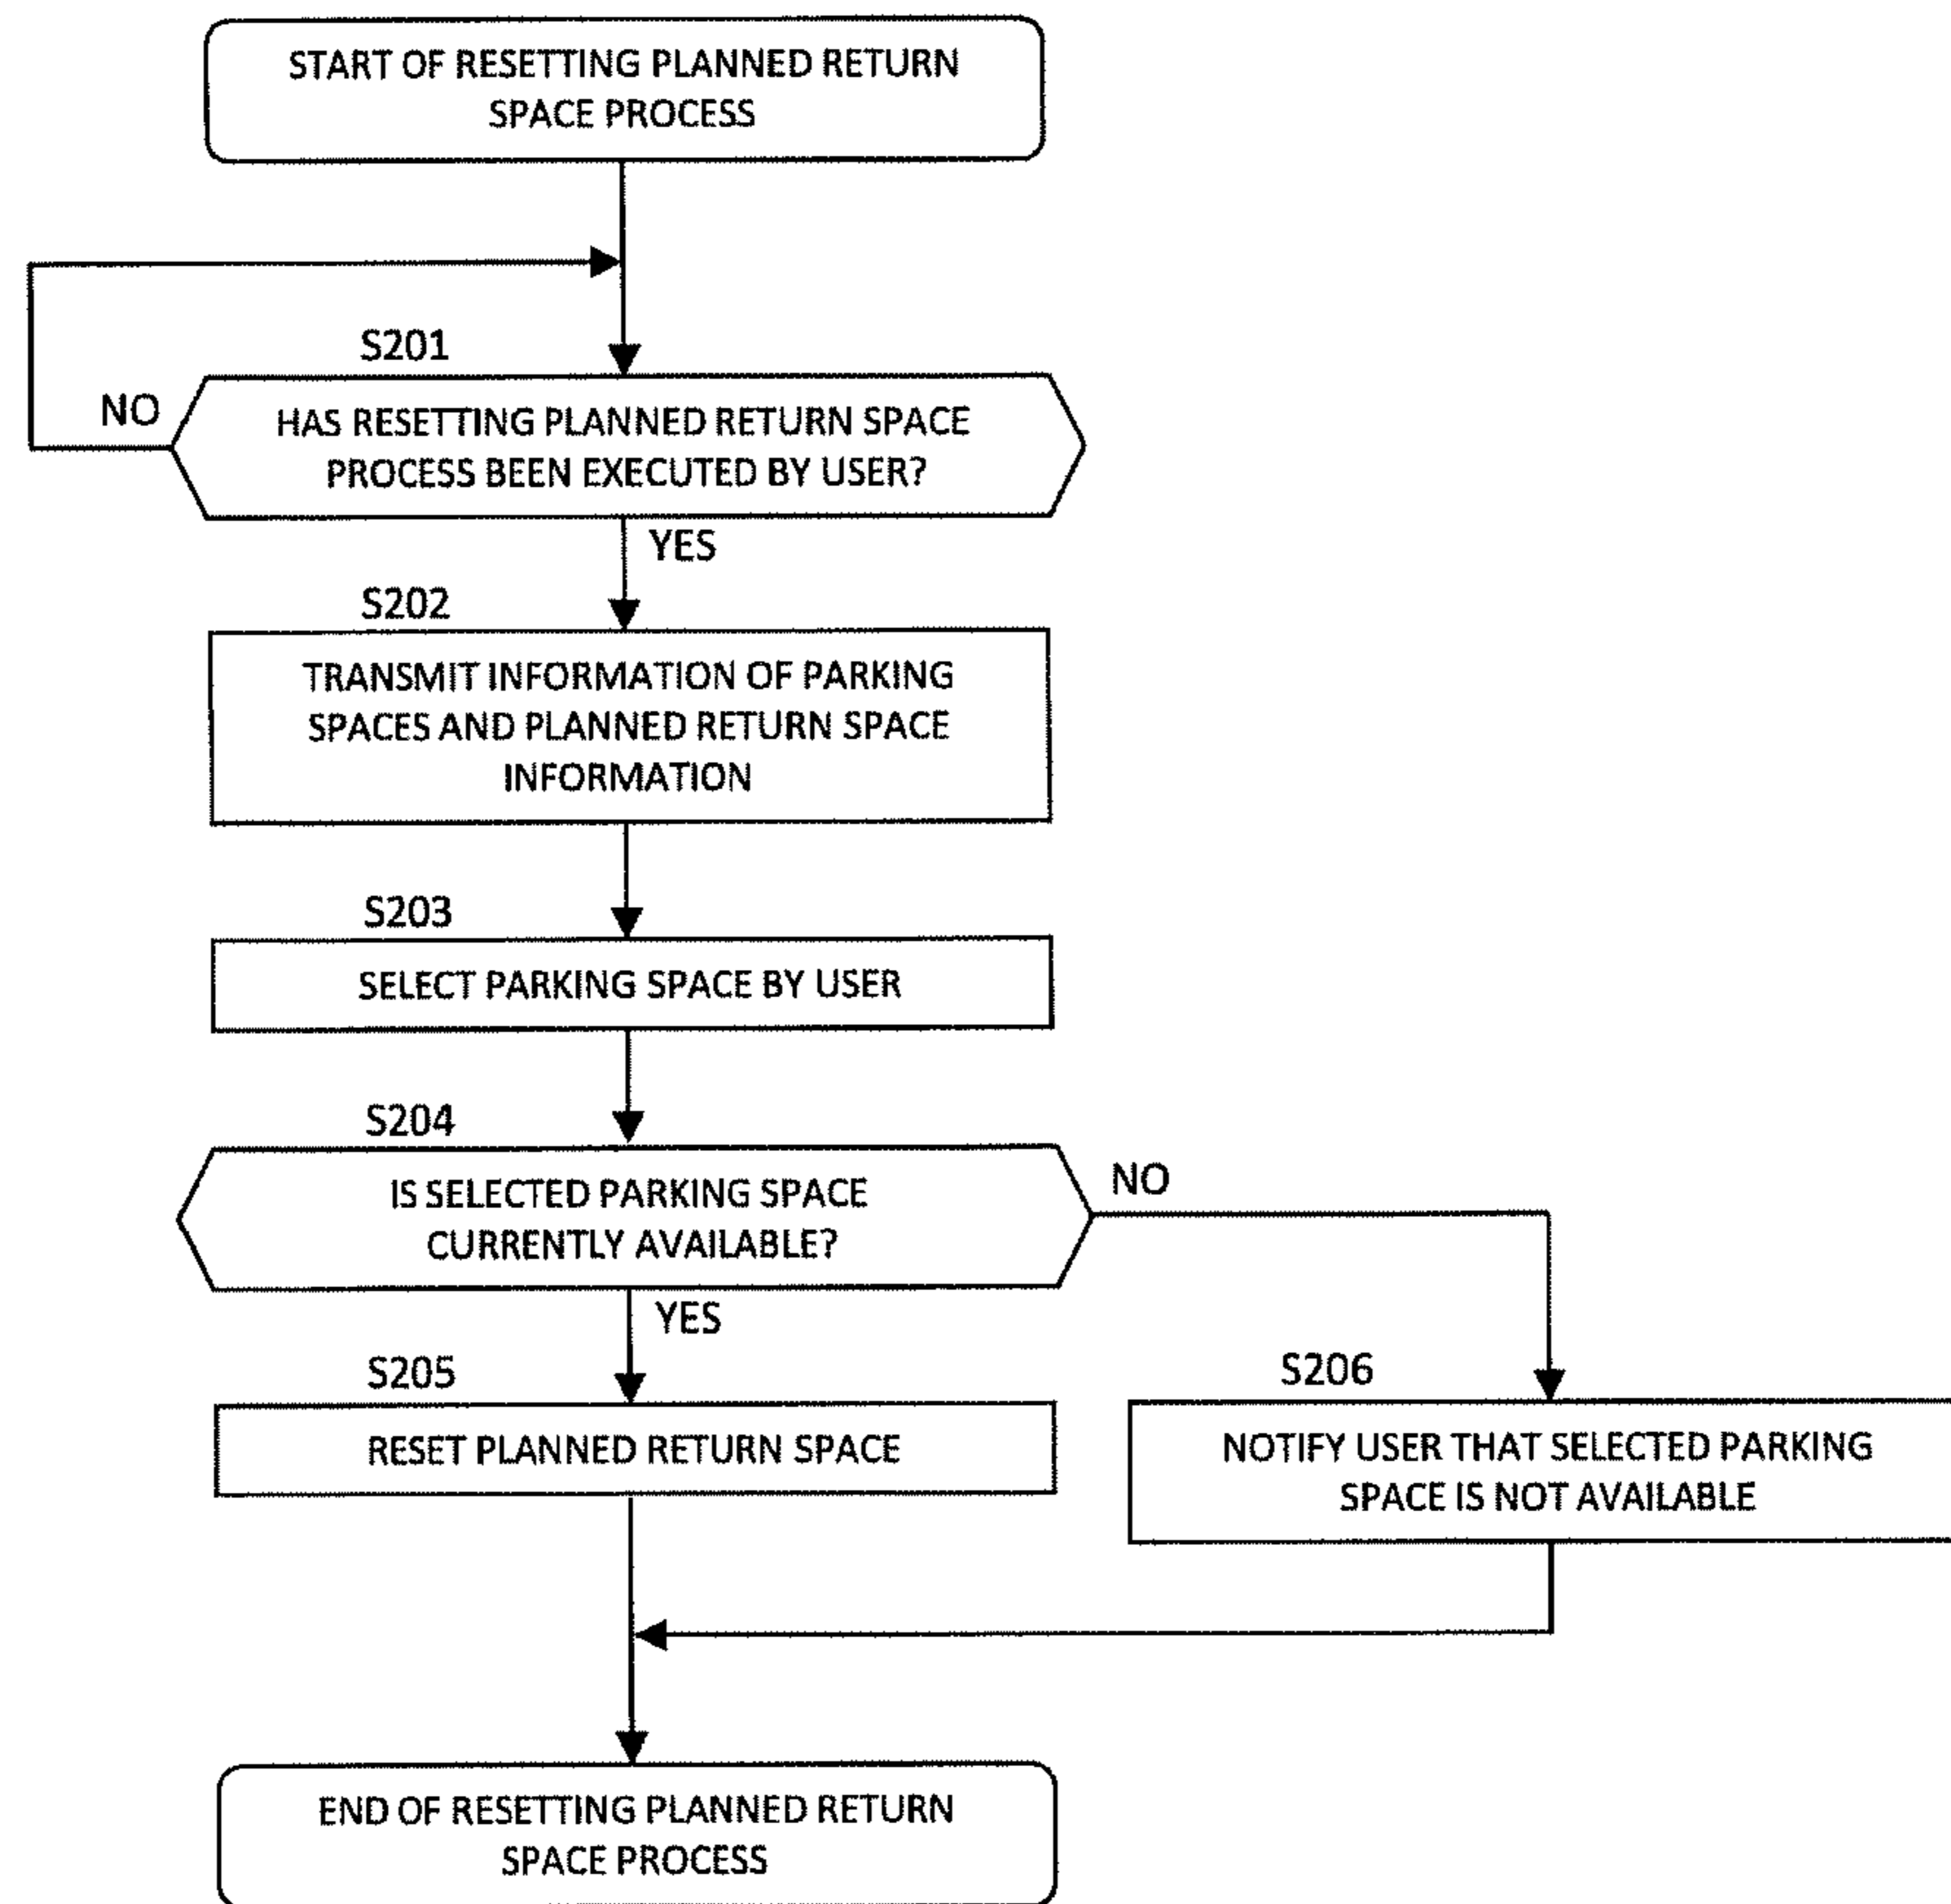 START OF RESETTING PLANNED RETURN
SPACE PROCESS
S201
NO
HAS RESETTING PLANNED RETURN SPACE
PROCESS BEEN EXECUTED BY USER?
YES
S202
TRANSMIT INFORMATION OF PARKING
SPACES AND PLANNED RETURN SPACE
INFORMATION
S203
SELECT PARKING SPACE BY USER
S204
IS SELECTED PARKING SPACE
CURRENTLY AVAILABLE?
NO
YES
S205
RESET PLANNED RETURN SPACE
S206
NOTIFY USER THAT SELECTED PARKING
SPACE IS NOT AVAILABLE
END OF RESETTING PLANNED RETURN
SPACE PROCESS